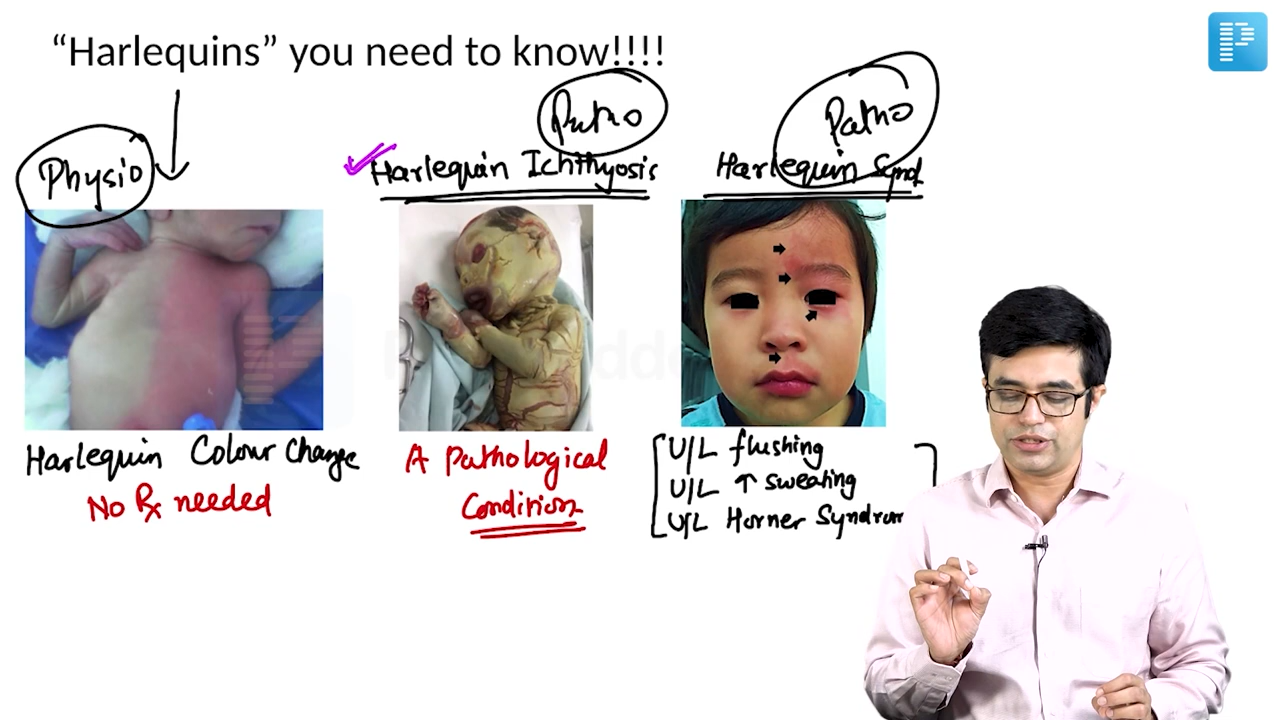 “Harlequins” you need to know!!!!
Physio
Patho
Patho
Harlequin Ichithyosis
Harlequin Synd
Harlequin Colour Change
No Rx needed
A Pathological
Condition
U/L flushing
U/L ↑ sweating
U/L Horner Syndrom